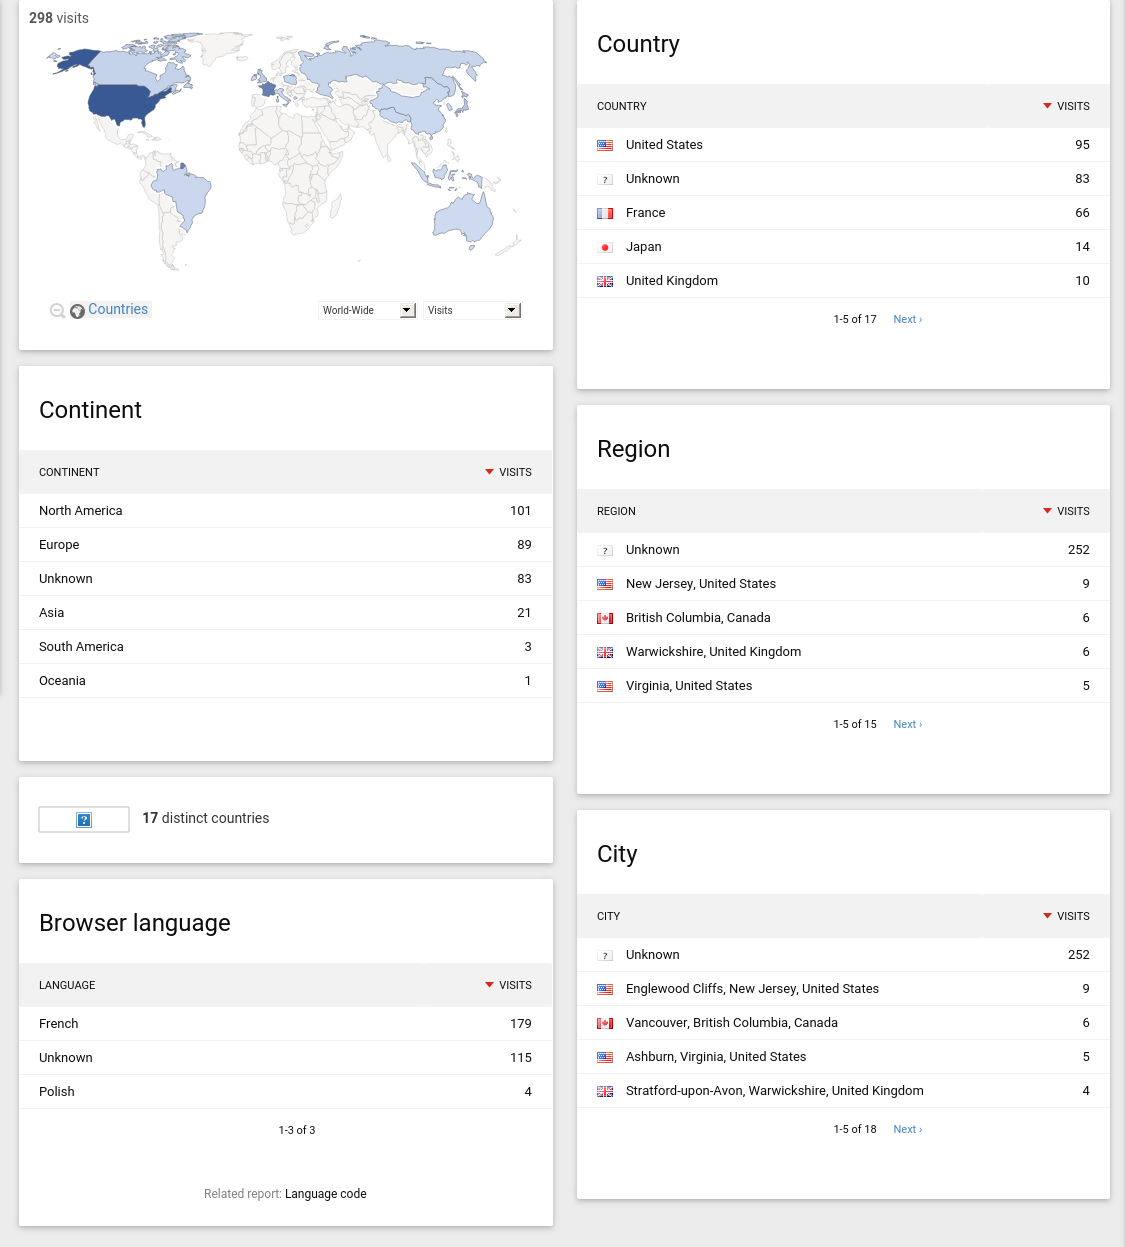 298 visits
Countries
World-Wide
Visits
Continent
CONTINENT VISITS
North America 101
Europe 89
Unknown 83
Asia 21
South America 3
Oceania 1
17 distinct countries
Browser language
LANGUAGE VISITS
French 179
Unknown 115
Polish 4
1-3 of 3
Related report: Language code
Country
COUNTRY VISITS
United States 95
? Unknown 83
France 66
Japan 14
United Kingdom 10
1-5 of 17 Next ›
Region
REGION VISITS
? Unknown 252
New Jersey, United States 9
British Columbia, Canada 6
Warwickshire, United Kingdom 6
Virginia, United States 5
1-5 of 15 Next ›
City
CITY VISITS
? Unknown 252
Englewood Cliffs, New Jersey, United States 9
Vancouver, British Columbia, Canada 6
Ashburn, Virginia, United States 5
Stratford-upon-Avon, Warwickshire, United Kingdom 4
1-5 of 18 Next ›